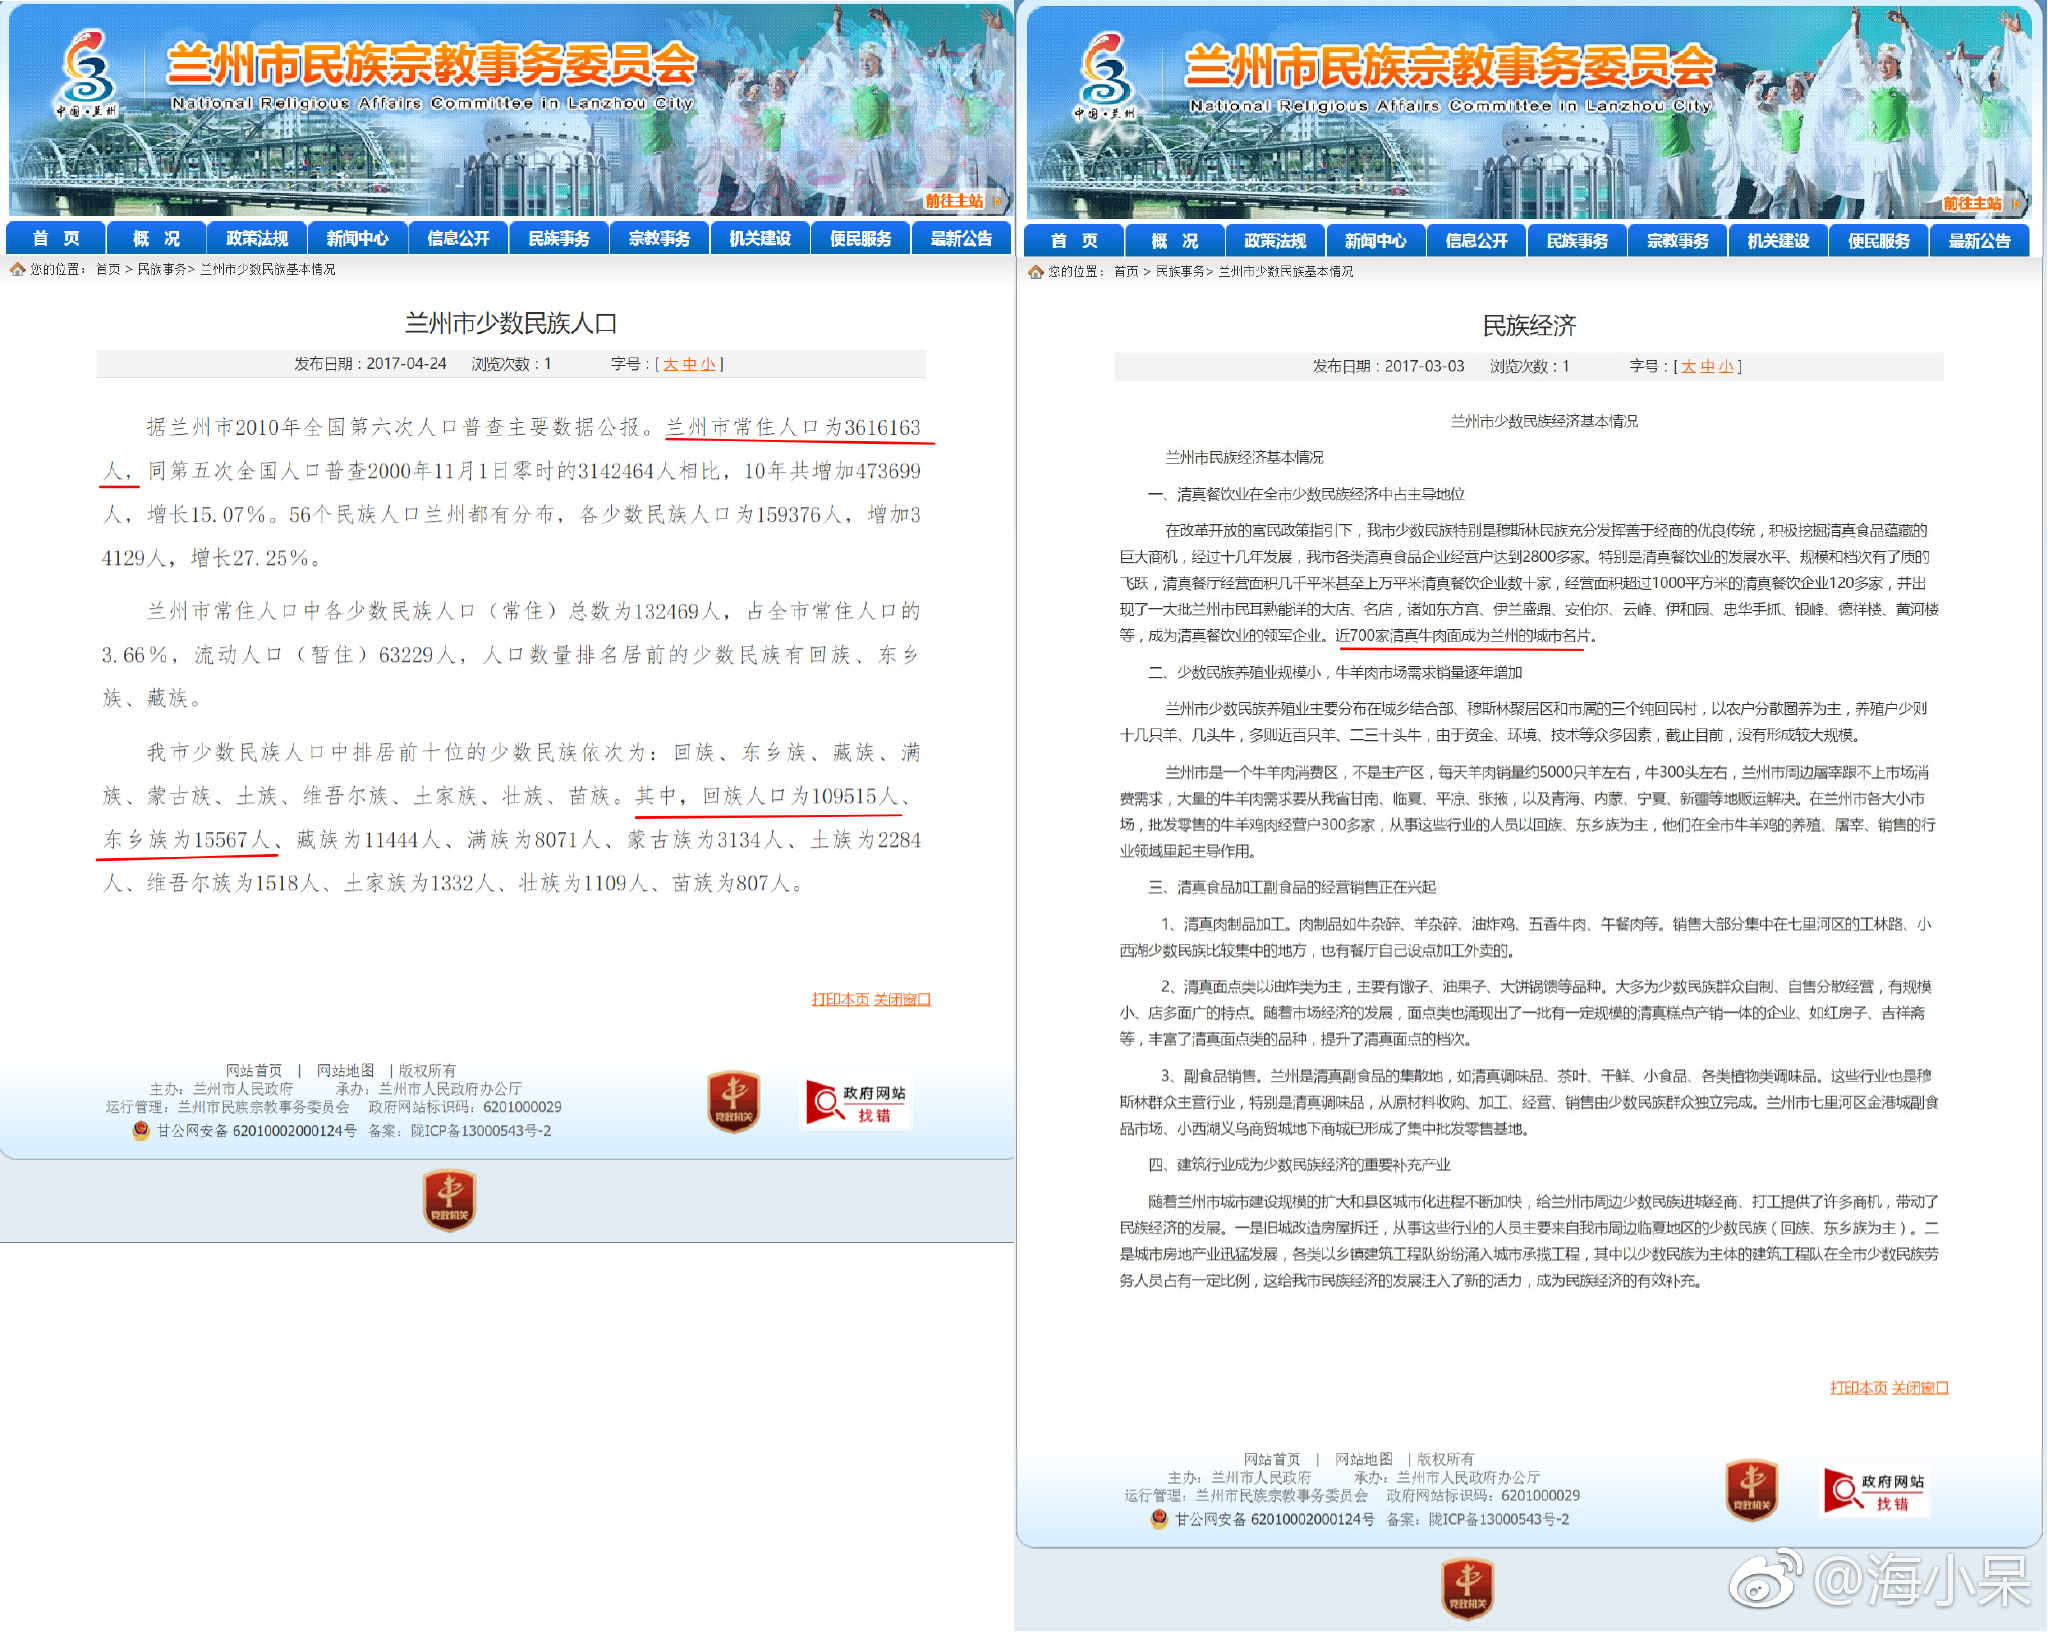 兰州市民族宗教事务委员会
National Religious Affairs Committee in Lanzhou City
中国·兰州
前往主站
首 页 概 况 政策法规 新闻中心 信息公开 民族事务 宗教事务 机关建设 便民服务 最新公告
您的位置： 首页 > 民族事务> 兰州市少数民族基本情况
兰州市少数民族人口
发布日期：2017-04-24 浏览次数：1 字号：[ 大 中 小 ]
据兰州市2010年全国第六次人口普查主要数据公报。兰州市常住人口为3616163
人，同第五次全国人口普查2000年11月1日零时的3142464人相比，10年共增加473699
人，增长15.07%。56个民族人口兰州都有分布，各少数民族人口为159376人，增加3
4129人，增长27.25%。
兰州市常住人口中各少数民族人口（常住）总数为132469人，占全市常住人口的
3.66%，流动人口（暂住）63229人，人口数量排名居前的少数民族有回族、东乡
族、藏族。
我市少数民族人口中排居前十位的少数民族依次为：回族、东乡族、藏族、满
族、蒙古族、土族、维吾尔族、土家族、壮族、苗族。其中，回族人口为109515人、
东乡族为15567人、藏族为11444人、满族为8071人、蒙古族为3134人、土族为2284
人、维吾尔族为1518人、土家族为1332人、壮族为1109人、苗族为807人。
打印本页 关闭窗口
网站首页 | 网站地图 | 版权所有
主办：兰州市人民政府 承办：兰州市人民政府办公厅
运行管理：兰州市民族宗教事务委员会 政府网站标识码：6201000029
甘公网安备 62010002000124号 备案：陇ICP备13000543号-2
党政机关
政府网站
找错
党政机关
兰州市民族宗教事务委员会
National Religious Affairs Committee in Lanzhou City
中国·兰州
前往主站
首 页 概 况 政策法规 新闻中心 信息公开 民族事务 宗教事务 机关建设 便民服务 最新公告
您的位置： 首页 > 民族事务> 兰州市少数民族基本情况
民族经济
发布日期：2017-03-03 浏览次数：1 字号：[ 大 中 小 ]
兰州市少数民族经济基本情况
兰州市民族经济基本情况
一、清真餐饮业在全市少数民族经济中占主导地位
在改革开放的富民政策指引下，我市少数民族特别是穆斯林民族充分发挥善于经商的优良传统，积极挖掘清真食品蕴藏的
巨大商机，经过十几年发展，我市各类清真食品企业经营户达到2800多家。特别是清真餐饮业的发展水平、规模和档次有了质的
飞跃，清真餐厅经营面积几千平米甚至上万平米清真餐饮企业数十家，经营面积超过1000平方米的清真餐饮企业120多家，并出
现了一大批兰州市民耳熟能详的大店、名店，诸如东方宫、伊兰盛鼎、安伯尔、云峰、伊和园、忠华手抓、银峰、德祥楼、黄河楼
等，成为清真餐饮业的领军企业。近700家清真牛肉面成为兰州的城市名片。
二、少数民族养殖业规模小，牛羊肉市场需求销量逐年增加
兰州市少数民族养殖业主要分布在城乡结合部、穆斯林聚居区和市属的三个纯回民村，以农户分散圈养为主，养殖户少则
十几只羊、几头牛，多则近百只羊、二三十头牛，由于资金、环境、技术等众多因素，截止目前，没有形成较大规模。
兰州市是一个牛羊肉消费区，不是主产区，每天羊肉销量约5000只羊左右，牛300头左右，兰州市周边屠宰跟不上市场消
费需求，大量的牛羊肉需求要从我省甘南、临夏、平凉、张掖，以及青海、内蒙、宁夏、新疆等地贩运解决。在兰州市各大小市
场，批发零售的牛羊鸡肉经营户300多家，从事这些行业的人员以回族、东乡族为主，他们在全市牛羊鸡的养殖、屠宰、销售的行
业领域里起主导作用。
三、清真食品加工副食品的经营销售正在兴起
1、清真肉制品加工。肉制品如牛杂碎、羊杂碎、油炸鸡、五香牛肉、午餐肉等。销售大部分集中在七里河区的工林路、小
西湖少数民族比较集中的地方，也有餐厅自己设点加工外卖的。
2、清真面点类以油炸类为主，主要有馓子、油果子、大饼锅馈等品种。大多为少数民族群众自制、自售分散经营，有规模
小、店多面广的特点。随着市场经济的发展，面点类也涌现出了一批有一定规模的清真糕点产销一体的企业、如红房子、吉祥斋
等，丰富了清真面点类的品种，提升了清真面点的档次。
3、副食品销售。兰州是清真副食品的集散地，如清真调味品、茶叶、干鲜、小食品、各类植物类调味品。这些行业也是穆
斯林群众主营行业，特别是清真调味品，从原材料收购、加工、经营、销售由少数民族群众独立完成。兰州市七里河区金港城副食
品市场、小西湖义乌商贸城地下商城已形成了集中批发零售基地。
四、建筑行业成为少数民族经济的重要补充产业
随着兰州市城市建设规模的扩大和县区城市化进程不断加快，给兰州市周边少数民族进城经商、打工提供了许多商机，带动了
民族经济的发展。一是旧城改造房屋拆迁，从事这些行业的人员主要来自我市周边临夏地区的少数民族（回族、东乡族为主）。二
是城市房地产业迅猛发展，各类以乡镇建筑工程队纷纷涌入城市承揽工程，其中以少数民族为主体的建筑工程队在全市少数民族劳
务人员占有一定比例，这给我市民族经济的发展注入了新的活力，成为民族经济的有效补充。
打印本页 关闭窗口
网站首页 | 网站地图 | 版权所有
主办：兰州市人民政府 承办：兰州市人民政府办公厅
运行管理：兰州市民族宗教事务委员会 政府网站标识码：6201000029
甘公网安备 62010002000124号 备案：陇ICP备13000543号-2
党政机关
政府网站
找错
党政机关
@海小呆